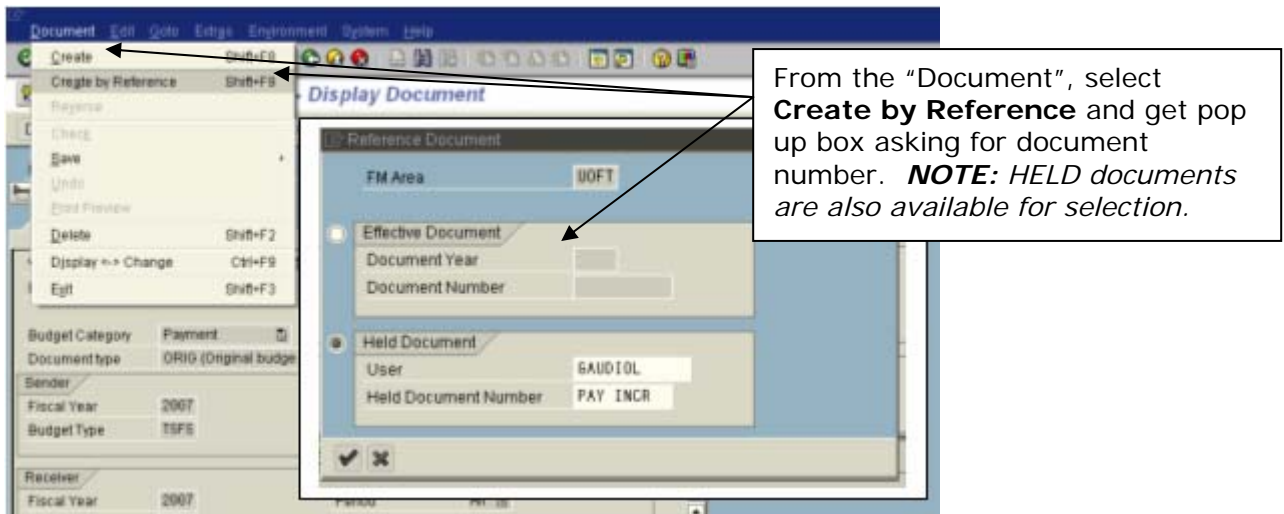 Document Edit Goto Extras Environment System Help
Create Shift+F8
Create by Reference Shift+F6
Reverse
Check
Save
Undo
Print Preview
Delete Shift+F2
Display <-> Change Ctrl+F9
Exit Shift+F3
Display Document
Reference Document
FM Area UOFT
Effective Document
Document Year
Document Number
Held Document
User GAUDIOL
Held Document Number PAY INCR
Budget Category Payment
Document type ORIG (Original budge
Sender
Fiscal Year 2007
Budget Type TSFS
Receiver
Fiscal Year 2007
Period
From the "Document", select
Create by Reference and get pop
up box asking for document
number. NOTE: HELD documents
are also available for selection.